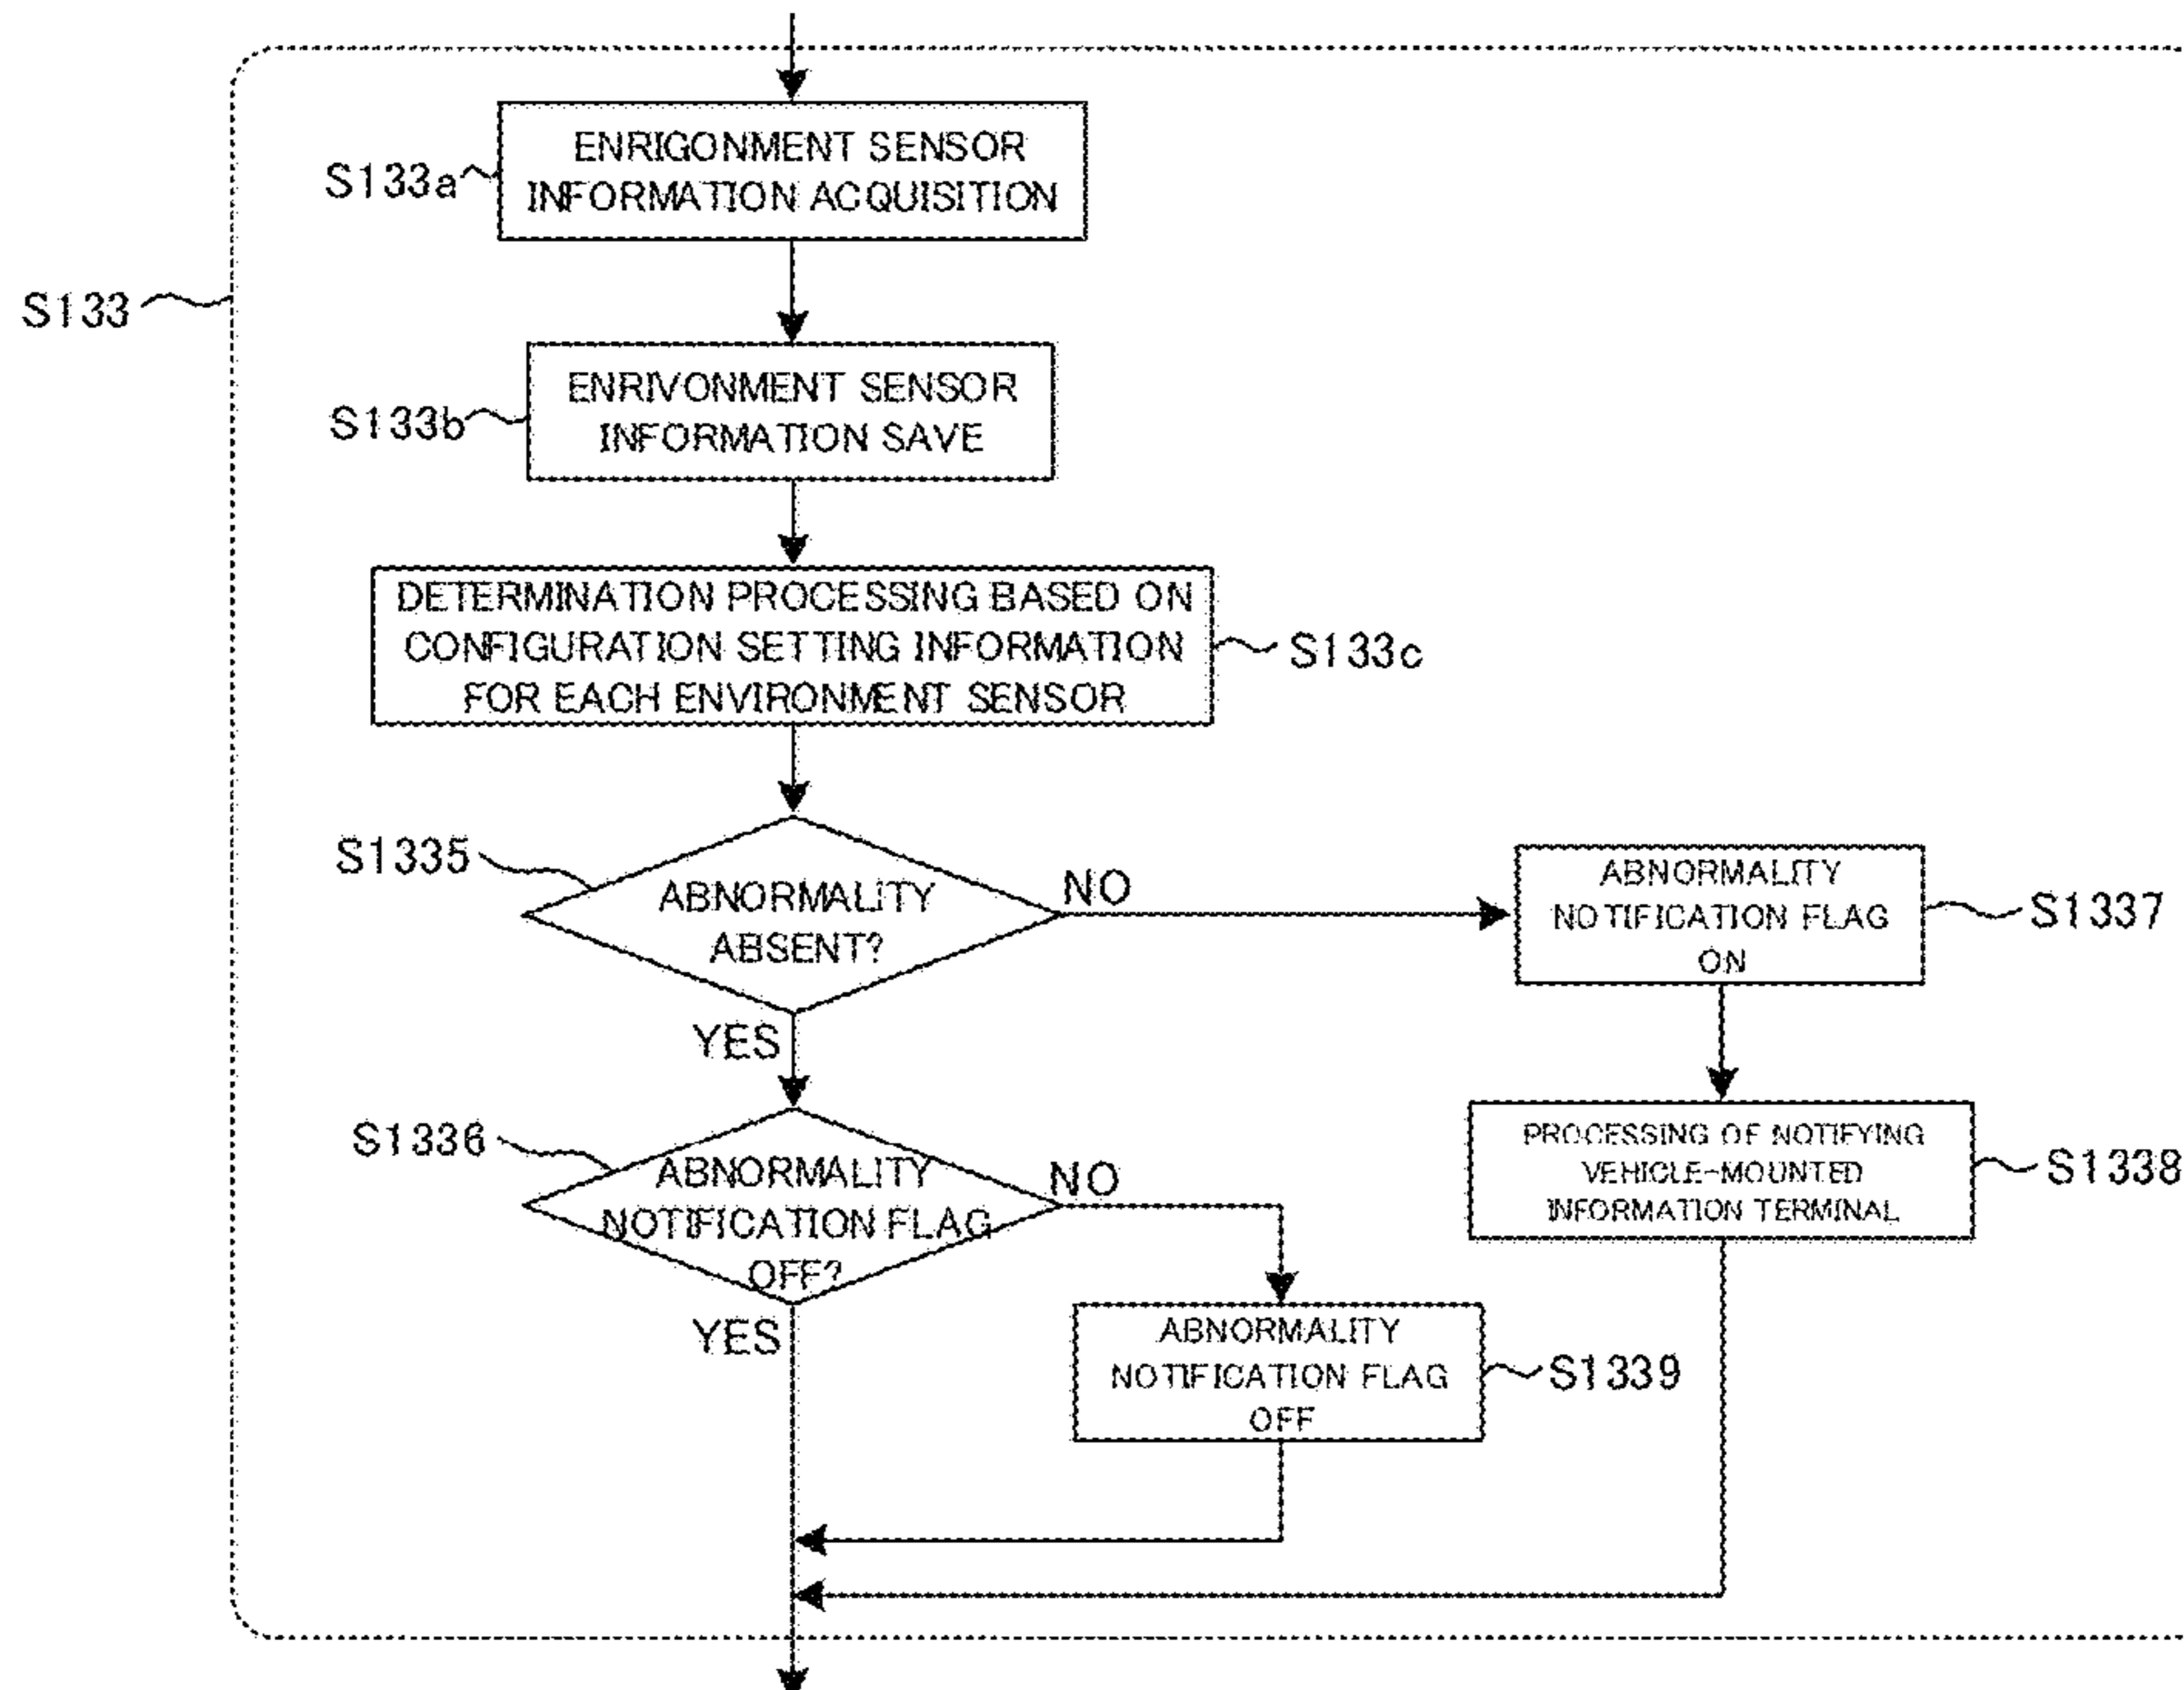 ENRIGONMENT SENSOR
INFORMATION ACQUISITION
S133a
S133
ENRIVONMENT SENSOR
INFORMATION SAVE
S133b
DETERMINATION PROCESSING BASED ON
CONFIGURATION SETTING INFORMATION
FOR EACH ENVIRONMENT SENSOR
S133c
S1335
ABNORMALITY
ABSENT?
NO
YES
ABNORMALITY
NOTIFICATION FLAG
ON
S1337
S1336
ABNORMALITY
NOTIFICATION FLAG
OFF?
NO
YES
PROCESSING OF NOTIFYING
VEHICLE-MOUNTED
INFORMATION TERMINAL
S1338
ABNORMALITY
NOTIFICATION FLAG
OFF
S1339